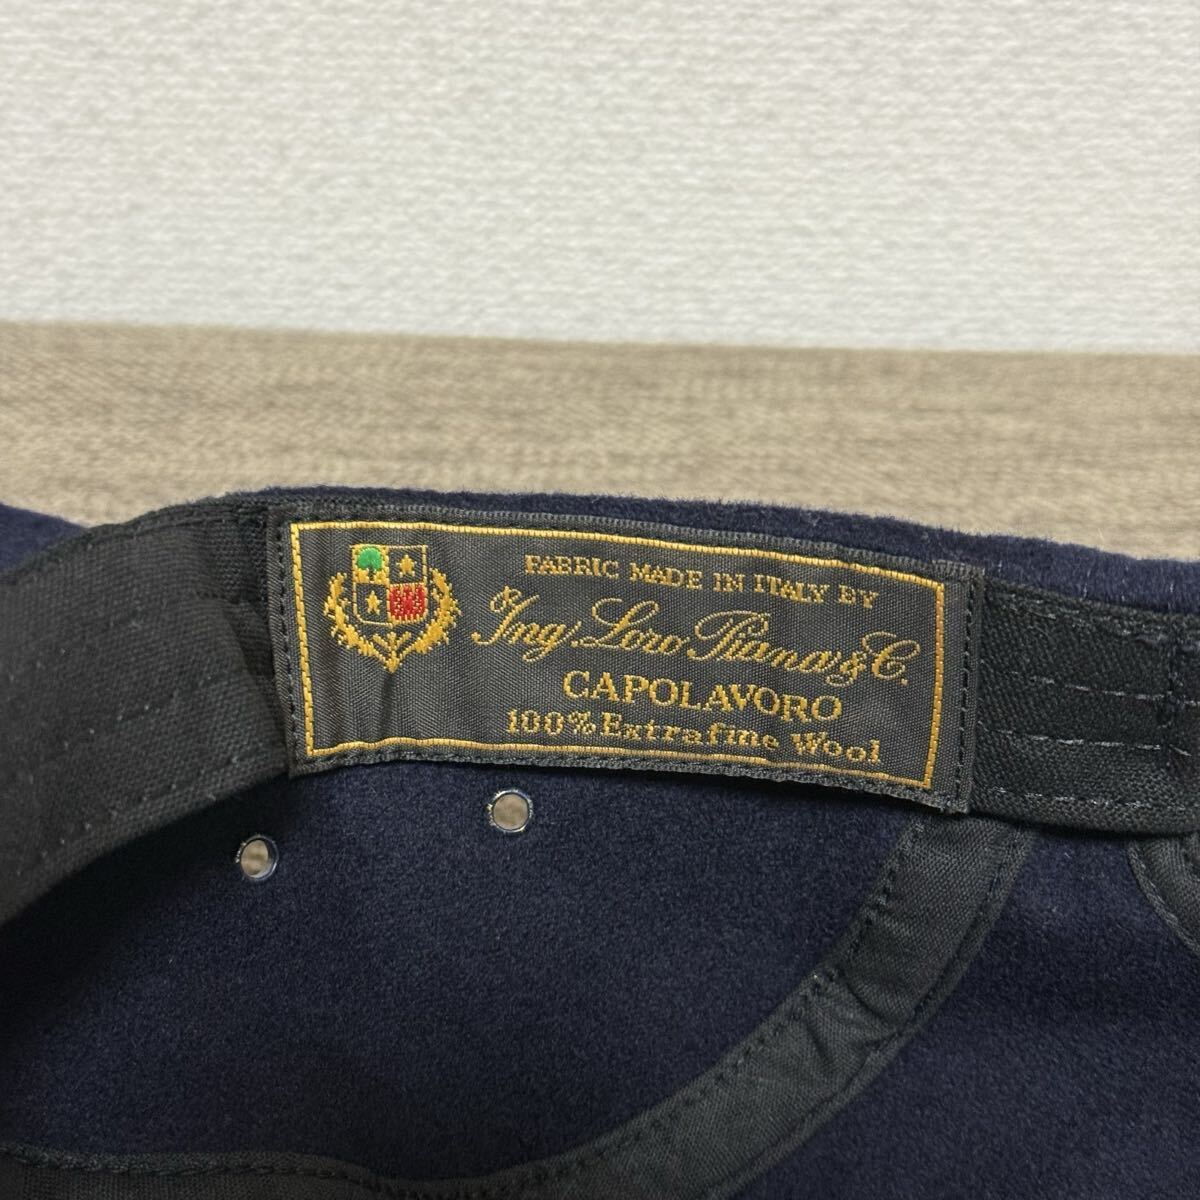 FABRIC MADE IN ITALY BY
Ing. Loro Piana & C.
CAPOLAVORO
100% Extrafine Wool